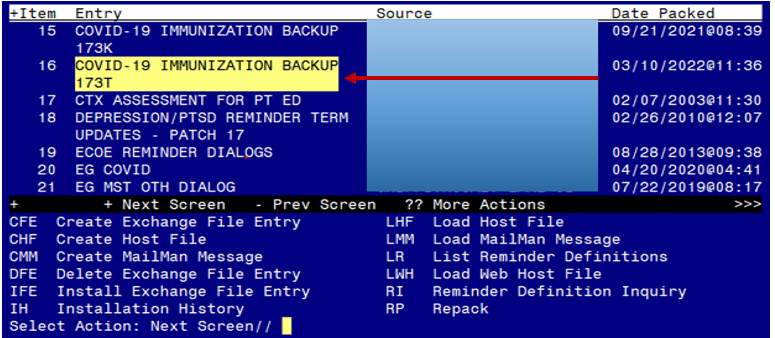 +Item  Entry                          Source                    Date Packed
15  COVID-19 IMMUNIZATION BACKUP 09/21/2021@08:39
173K
16  COVID-19 IMMUNIZATION BACKUP 03/10/2022@11:36
173T
17  CTX ASSESSMENT FOR PT ED 02/07/2003@11:30
18  DEPRESSION/PTSD REMINDER TERM 02/26/2010@12:07
UPDATES - PATCH 17
19  ECOE REMINDER DIALOGS 08/28/2013@09:38
20  EG COVID 04/20/2020@04:41
21  EG MST OTH DIALOG 07/22/2019@08:17
+         + Next Screen   - Prev Screen   ?? More Actions                  >>>
CFE  Create Exchange File Entry          LHF  Load Host File
CHF  Create Host File                    LMM  Load MailMan Message
CMM  Create MailMan Message              LR   List Reminder Definitions
DFE  Delete Exchange File Entry          LWH  Load Web Host File
IFE  Install Exchange File Entry         RI   Reminder Definition Inquiry
IH   Installation History                RP   Repack
Select Action: Next Screen//